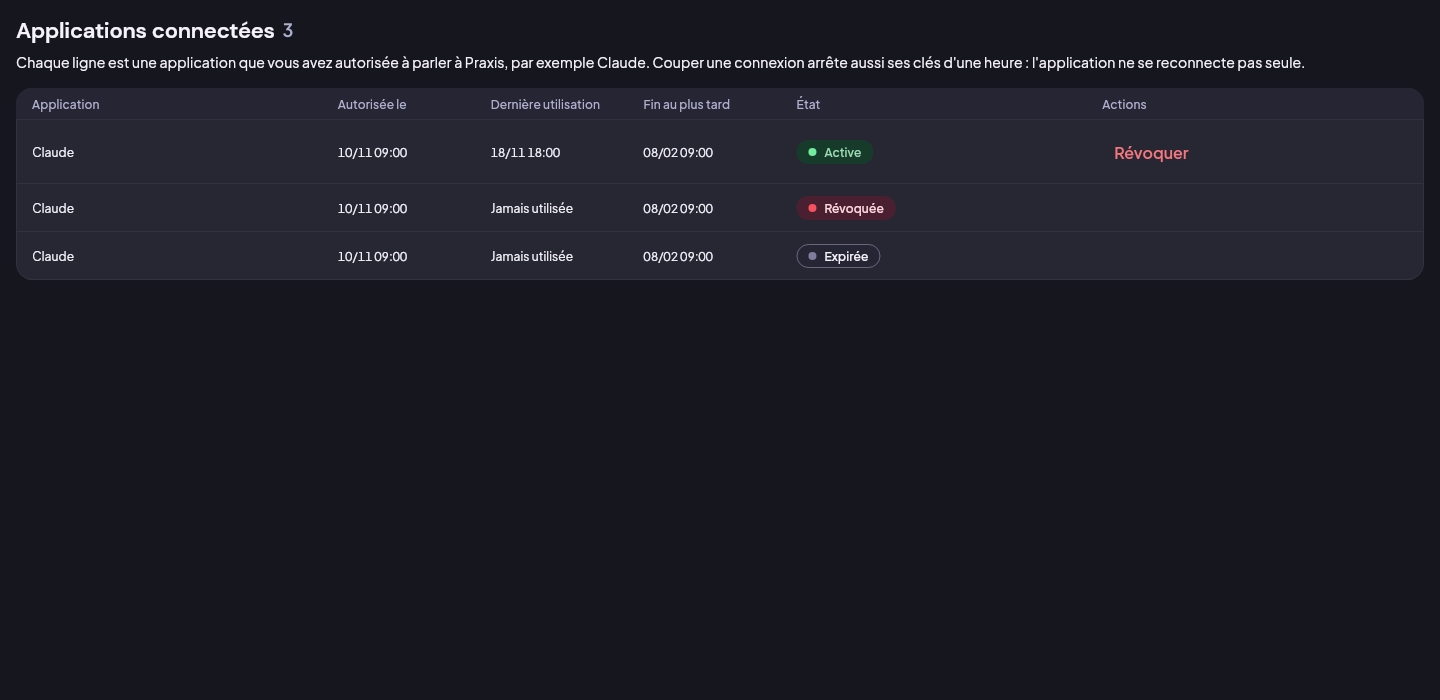 Applications connectées 3
Chaque ligne est une application que vous avez autorisée à parler à Praxis, par exemple Claude. Couper une connexion arrête aussi ses clés d'une heure : l'application ne se reconnecte pas seule.
Application Autorisée le Dernière utilisation Fin au plus tard État Actions
Claude 10/11 09:00 18/11 18:00 08/02 09:00 Active Révoquer
Claude 10/11 09:00 Jamais utilisée 08/02 09:00 Révoquée
Claude 10/11 09:00 Jamais utilisée 08/02 09:00 Expirée